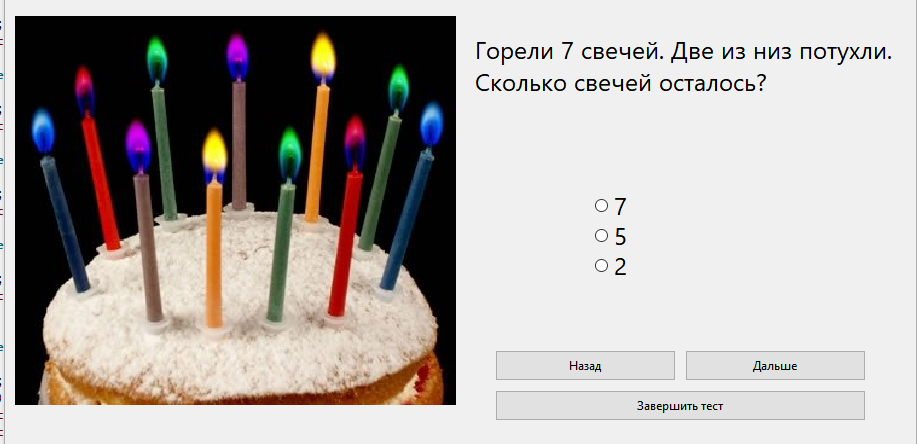 Горели 7 свечей. Две из низ потухли.
Сколько свечей осталось?
7
5
2
Назад
Дальше
Завершить тест